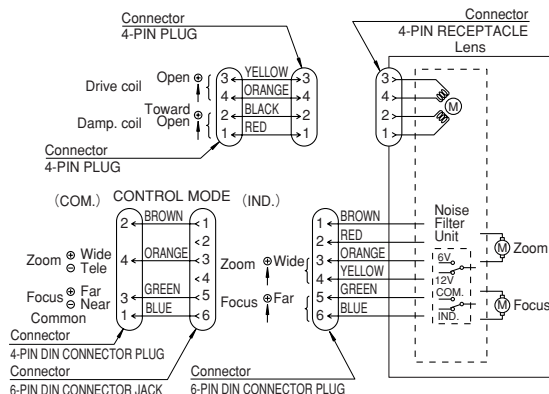 Connector
4-PIN PLUG
Connector
4-PIN RECEPTACLE
Lens
Drive coil Open ⊕ 3 YELLOW 3 3
4 ORANGE 4 4 M
Damp. coil Toward Open ⊕ 2 BLACK 2 2
1 RED 1 1
Connector
4-PIN PLUG
(COM.) CONTROL MODE (IND.)
2 BROWN 1 1 BROWN
2 2 RED
Zoom ⊕ Wide ⊖ Tele 4 ORANGE 3 Zoom ⊕ Wide 3 ORANGE
4 4 YELLOW
Focus ⊕ Far ⊖ Near 3 GREEN 5 Focus ⊕ Far 5 GREEN
Common 1 BLUE 6 6 BLUE
Noise
Filter
Unit
6V
12V
COM.
IND.
M Zoom
M Focus
Connector
4-PIN DIN CONNECTOR PLUG
Connector
6-PIN DIN CONNECTOR JACK
Connector
6-PIN DIN CONNECTOR PLUG